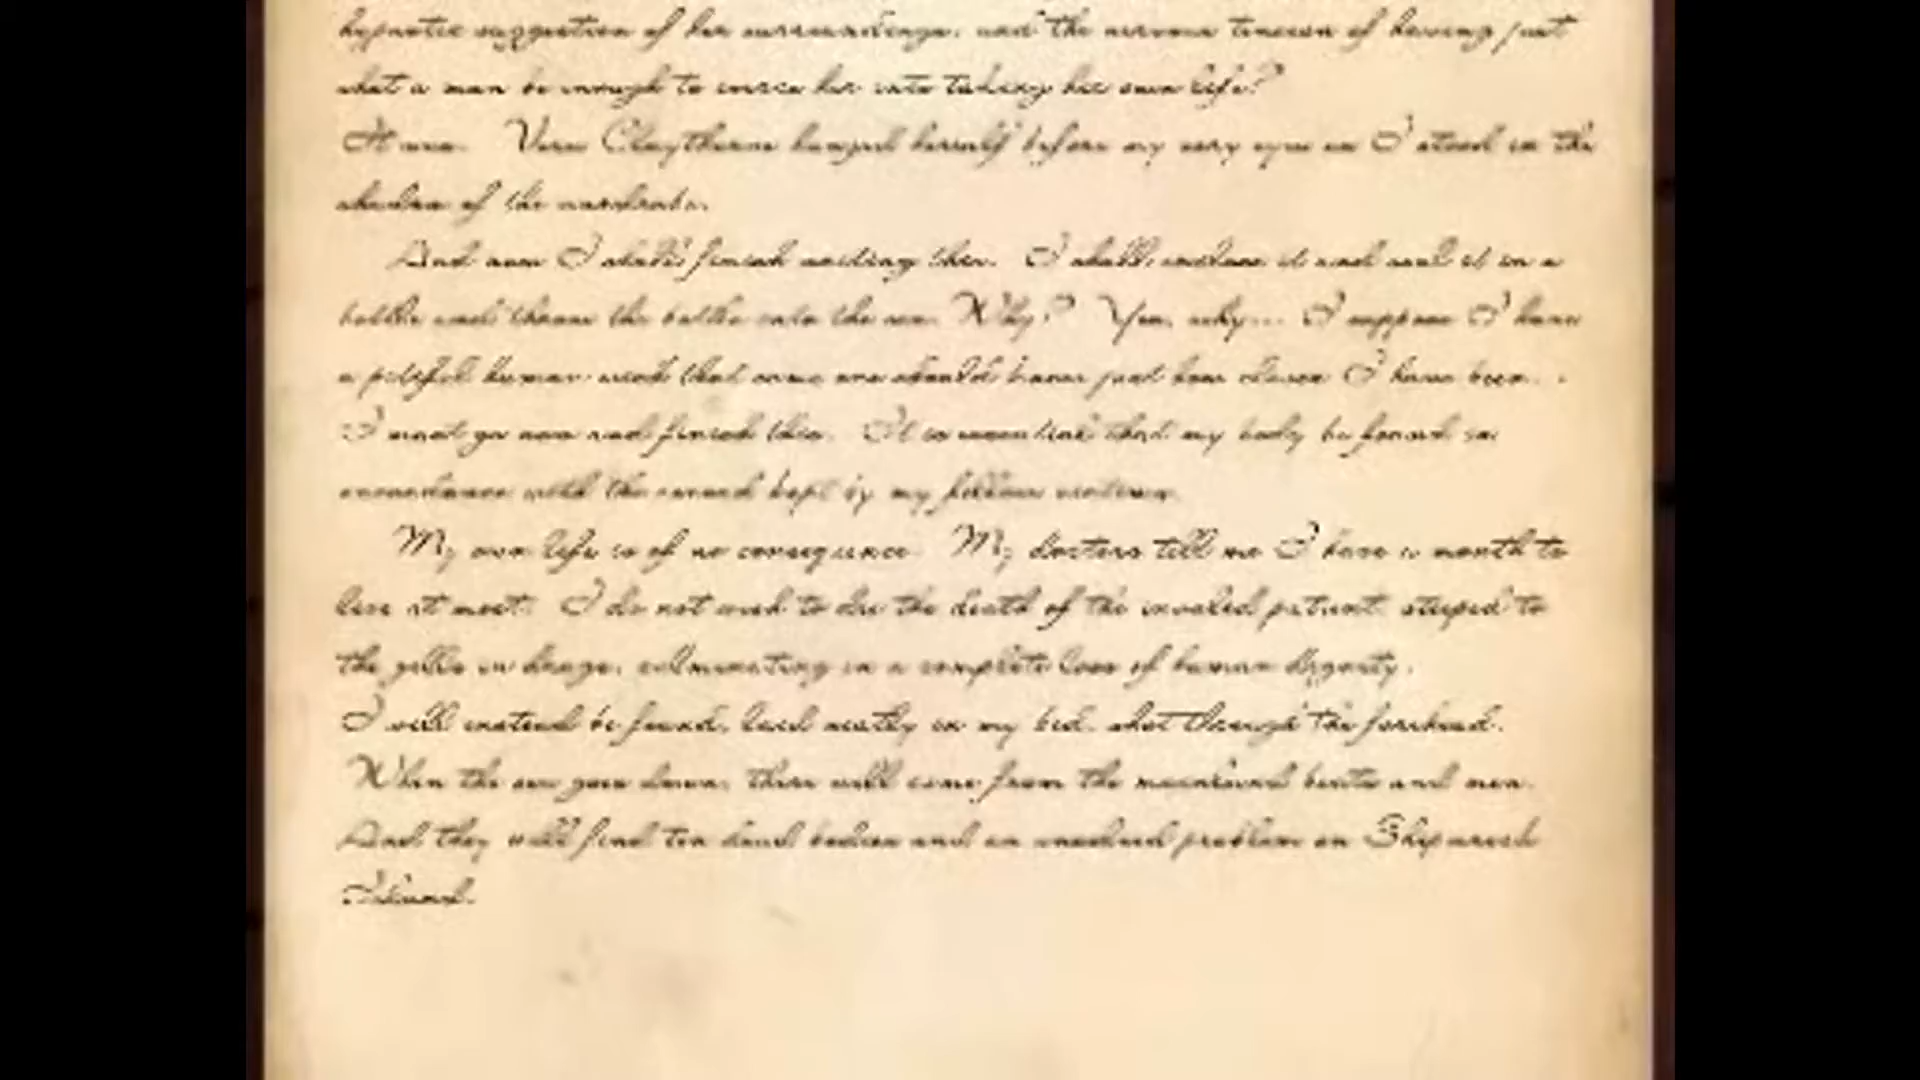 hypnotic suggestion of her surroundings, and the nervous tension of having just
shot a man be enough to coerce her into taking her own life?
It was. Vera Claythorne hanged herself before my very eyes as I stood in the
shadow of the wardrobe.
And now I shall finish writing this. I shall enclose it and seal it in a
bottle and throw the bottle into the sea. Why? Yes, why... I suppose I have
a pitiful human wish that some one should know just how clever I have been...
I must go now and finish this. It is essential that my body be found in
accordance with the record kept by my fellow victims.
My own life is of no consequence. My doctors tell me I have a month to
live at most. I do not wish to die the death of the invalid patient, steeped to
the gills in drugs, culminating in a complete loss of human dignity.
I will instead be found, laid neatly on my bed, shot through the forehead.
When the sea goes down, there will come from the mainland boats and men.
And they will find ten dead bodies and an unsolved problem on Shipwreck
Island.